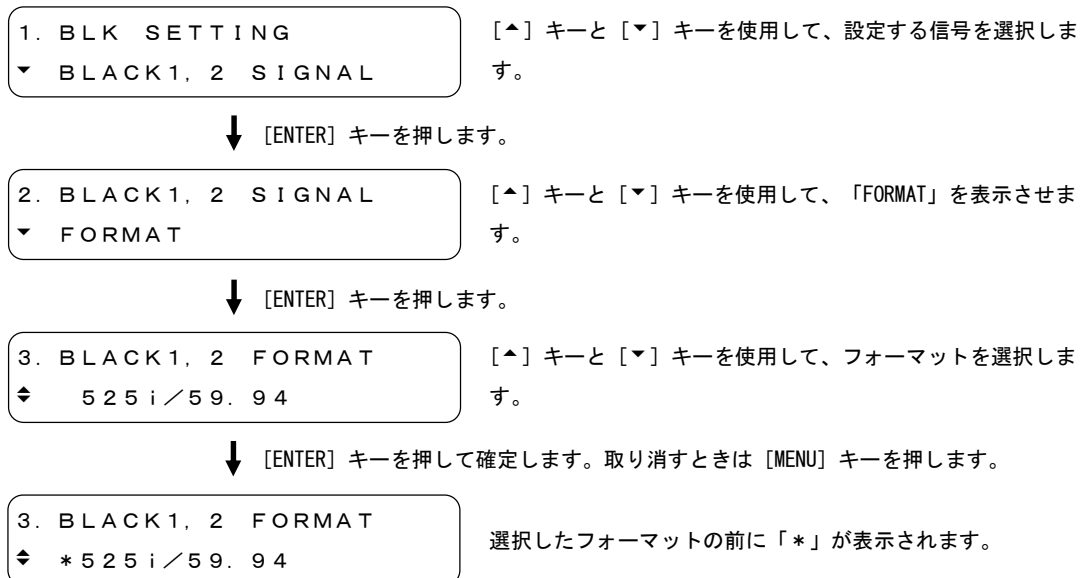 1. BLK SETTING
▼ BLACK1, 2 SIGNAL
[▲] キーと [▼] キーを使用して、設定する信号を選択しま
す。
[ENTER] キーを押します。
2. BLACK1, 2 SIGNAL
▼ FORMAT
[▲] キーと [▼] キーを使用して、「FORMAT」を表示させま
す。
[ENTER] キーを押します。
3. BLACK1, 2 FORMAT
525i／59. 94
[▲] キーと [▼] キーを使用して、フォーマットを選択しま
す。
[ENTER] キーを押して確定します。取り消すときは [MENU] キーを押します。
3. BLACK1, 2 FORMAT
*525i／59. 94
選択したフォーマットの前に「*」が表示されます。